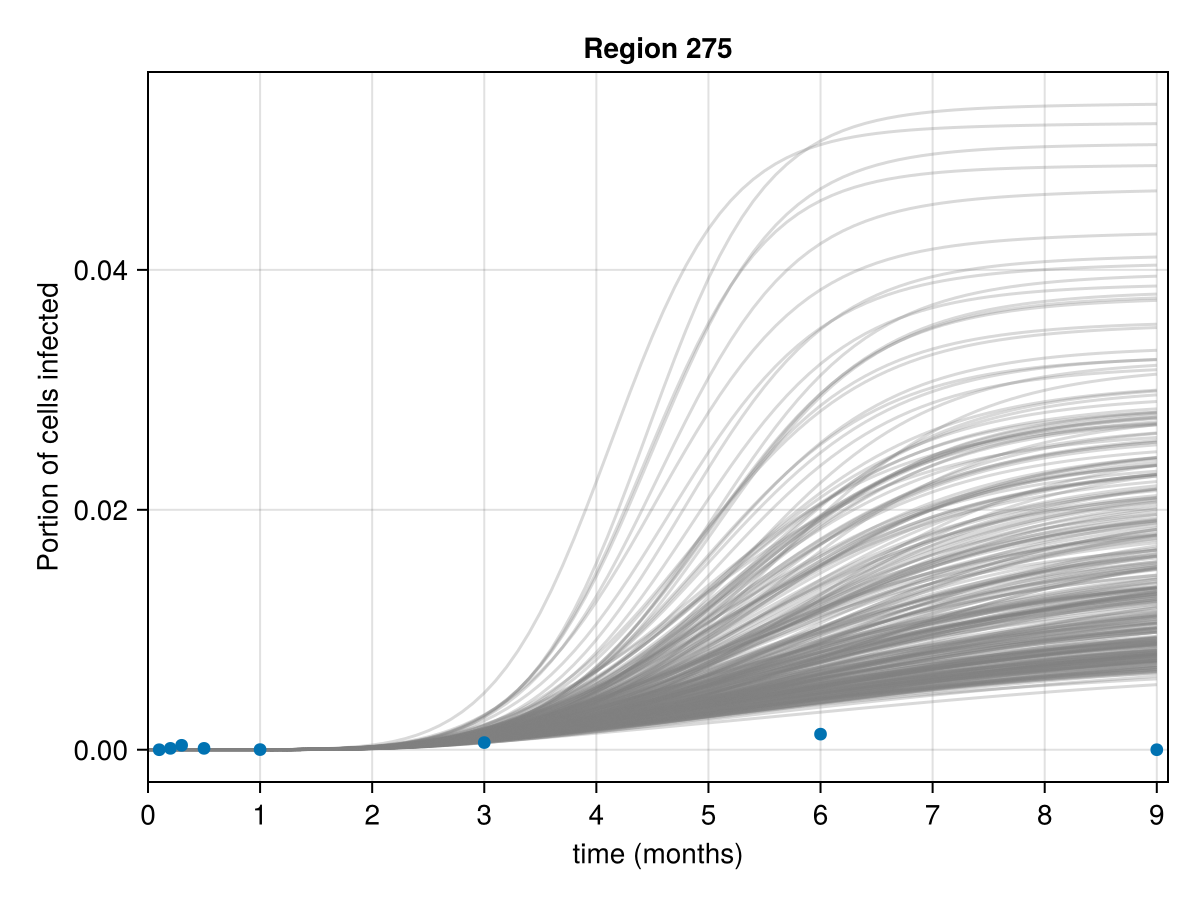 Region 275
Portion of cells infected
0.04
0.02
0.00
0 1 2 3 4 5 6 7 8 9
time (months)